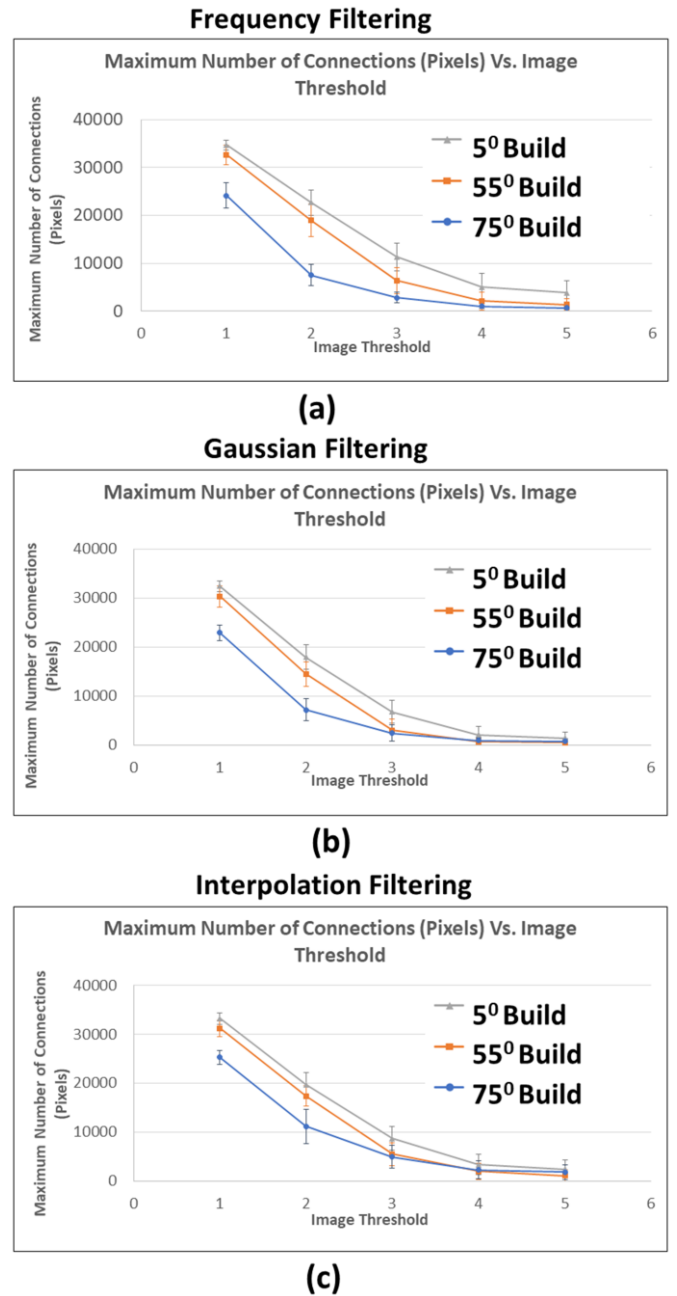 Frequency Filtering
Maximum Number of Connections (Pixels) Vs. Image
Threshold
Maximum Number of Connections
(Pixels)
40000
30000
20000
10000
0
5⁰ Build
55⁰ Build
75⁰ Build
0 1 2 3 4 5 6
Image Threshold
(a)
Gaussian Filtering
Maximum Number of Connections (Pixels) Vs. Image
Threshold
Maximum Number of Connections
(Pixels)
40000
30000
20000
10000
0
5⁰ Build
55⁰ Build
75⁰ Build
0 1 2 3 4 5 6
Image Threshold
(b)
Interpolation Filtering
Maximum Number of Connections (Pixels) Vs. Image
Threshold
Maximum Number of Connections
(Pixels)
40000
30000
20000
10000
0
5⁰ Build
55⁰ Build
75⁰ Build
0 1 2 3 4 5 6
Image Threshold
(c)